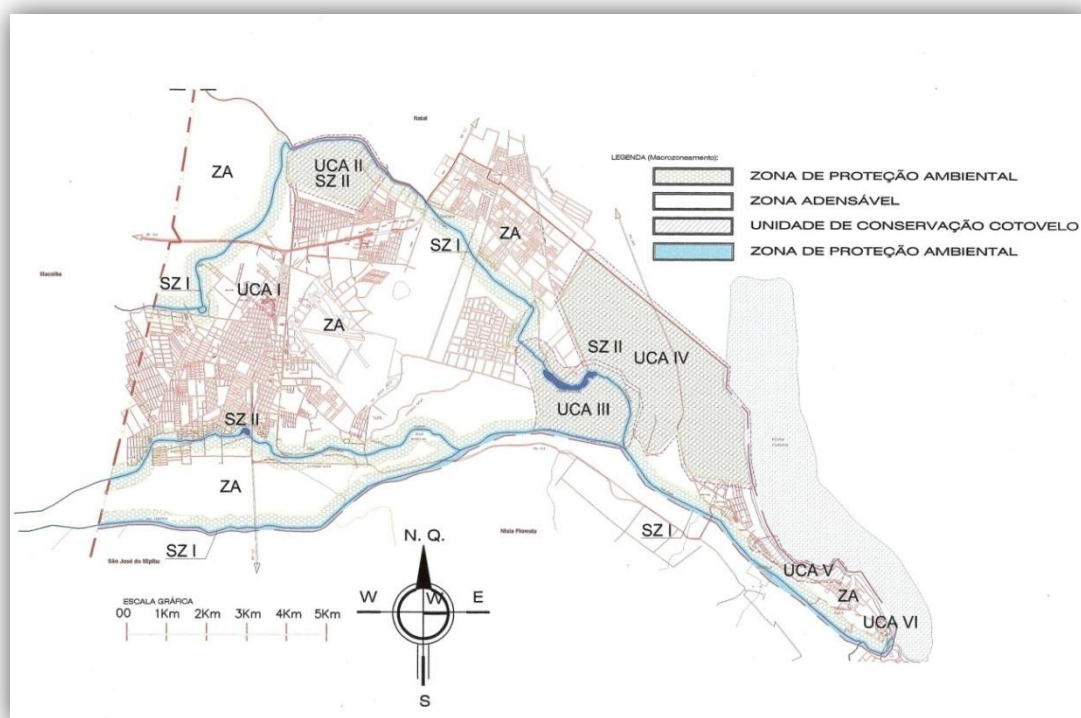 Natal
LEGENDA (Macrozoneamento):
ZONA DE PROTEÇÃO AMBIENTAL
ZONA ADENSÁVEL
UNIDADE DE CONSERVAÇÃO COTOVELO
ZONA DE PROTEÇÃO AMBIENTAL
ZA
UCA II
SZ II
ZA
SZ I
Macaíba
SZ I
UCA I
ZA
SZ II
UCA IV
UCA III
SZ II
ZA
SZ I
Nísia Floresta
SZ I
São José do Mipibu
UCA V
ZA
UCA VI
N. Q.
W
W
E
S
ESCALA GRÁFICA
00 1Km 2Km 3Km 4Km 5Km